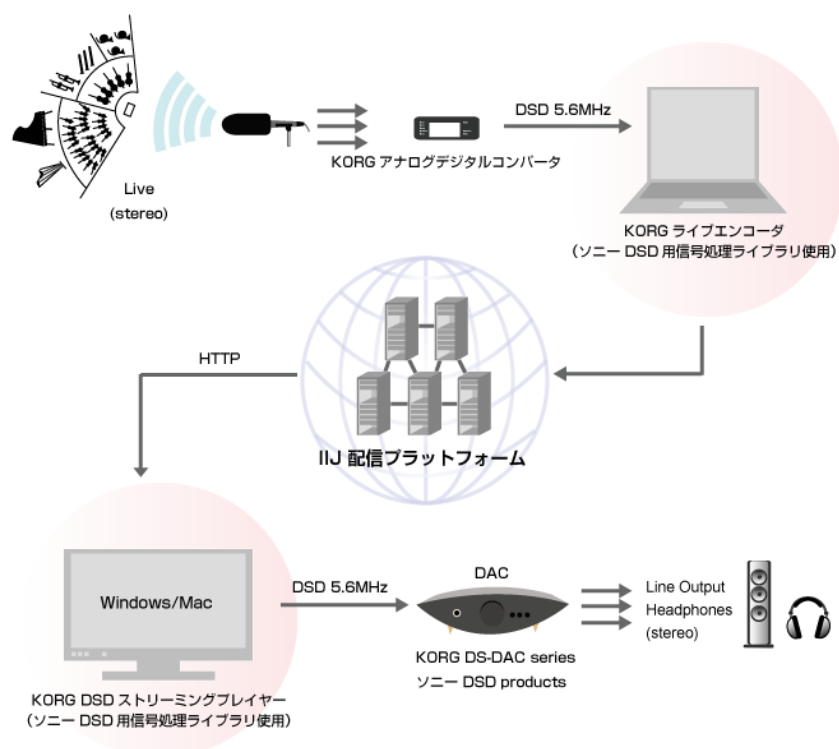 Live
(stereo)
KORG アナログデジタルコンバータ
DSD 5.6MHz
KORG ライブエンコーダ
(ソニー DSD 用信号処理ライブラリ使用)
HTTP
IIJ 配信プラットフォーム
Windows/Mac
KORG DSD ストリーミングプレイヤー
(ソニー DSD 用信号処理ライブラリ使用)
DSD 5.6MHz
DAC
KORG DS-DAC series
ソニー DSD products
Line Output
Headphones
(stereo)